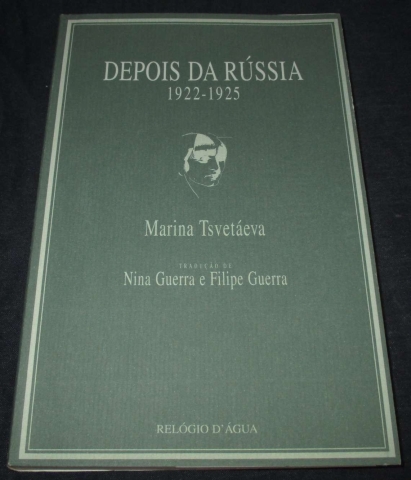 DEPOIS DA RÚSSIA
1922-1925
Marina Tsvetáeva
TRADUÇÃO DE
Nina Guerra e Filipe Guerra
RELÓGIO D'ÁGUA